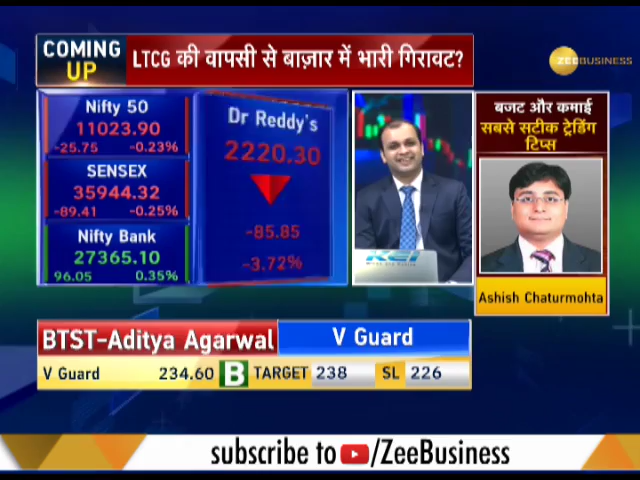 COMING UP
LTCG की वापसी से बाज़ार में भारी गिरावट?
ZEEBUSINESS
Nifty 50
11023.90
-25.75 -0.23%
SENSEX
35944.32
-89.41 -0.25%
Nifty Bank
27365.10
96.05 0.35%
Dr Reddy's
2220.30
-85.85
-3.72%
KEI
बजट और कमाई
सबसे सटीक ट्रेडिंग
टिप्स
Ashish Chaturmohta
BTST-Aditya Agarwal
V Guard
V Guard 234.60 B TARGET 238 SL 226
subscribe to /ZeeBusiness